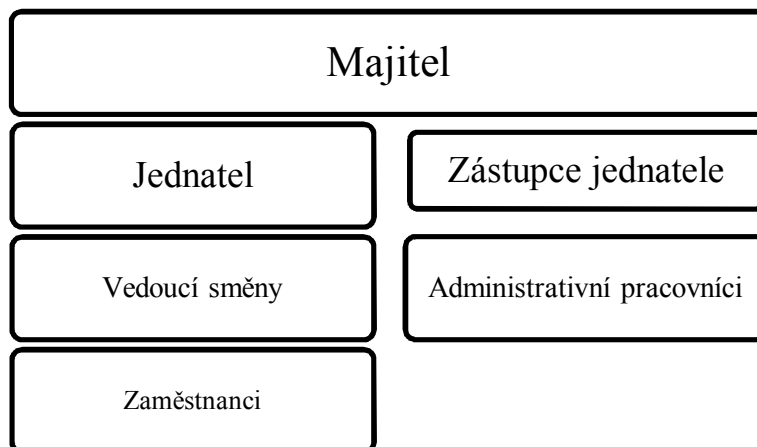 Majitel
Jednatel
Zástupce jednatele
Vedoucí směny
Administrativní pracovníci
Zaměstnanci